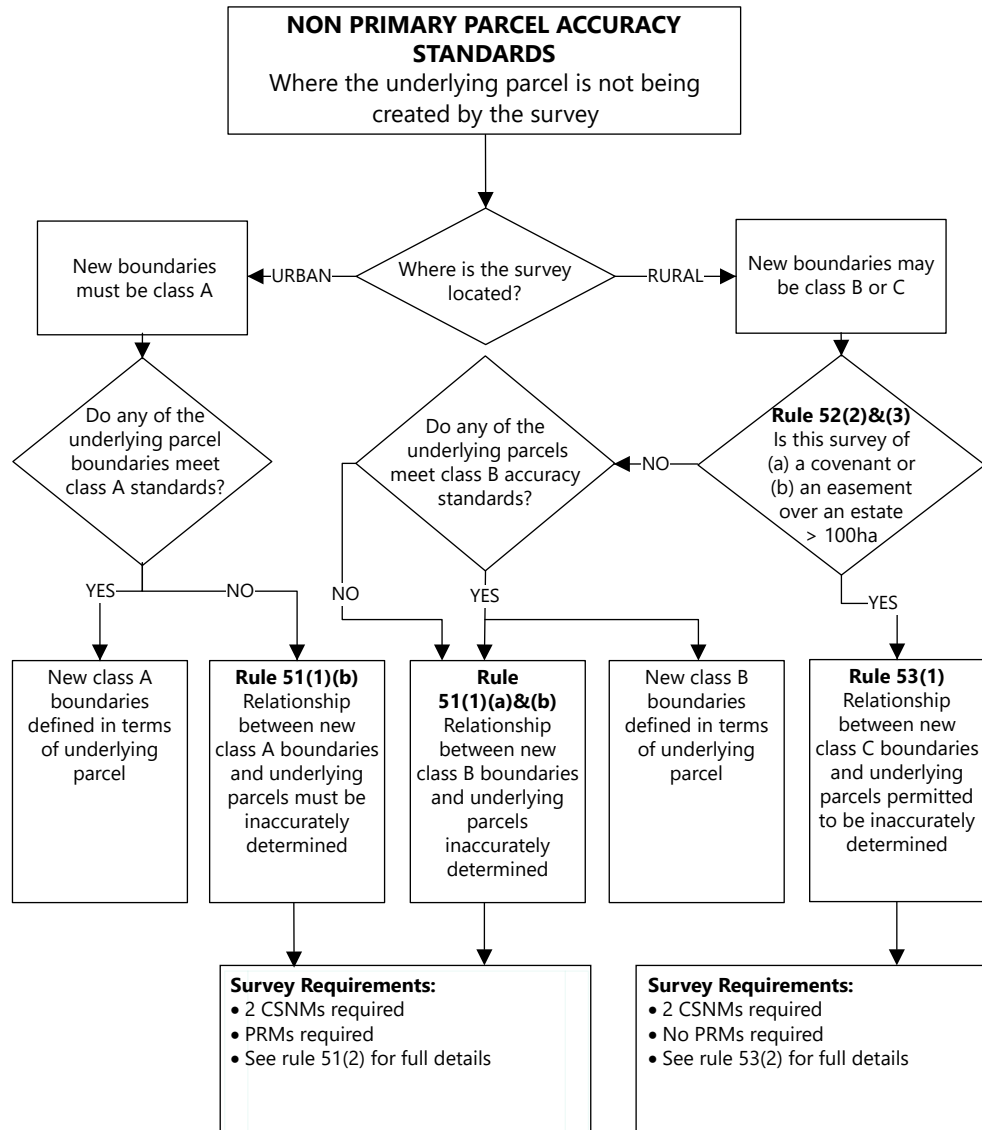 NON PRIMARY PARCEL ACCURACY
STANDARDS
Where the underlying parcel is not being
created by the survey
New boundaries
must be class A
URBAN
Where is the survey
located?
RURAL
New boundaries may
be class B or C
Do any of the
underlying parcel
boundaries meet
class A standards?
Do any of the
underlying parcels
meet class B accuracy
standards?
NO
Rule 52(2)&(3)
Is this survey of
(a) a covenant or
(b) an easement
over an estate
> 100ha
YES
NO
NO
YES
YES
New class A
boundaries
defined in terms
of underlying
parcel
Rule 51(1)(b)
Relationship
between new
class A boundaries
and underlying
parcels must be
inaccurately
determined
Rule
51(1)(a)&(b)
Relationship
between new
class B boundaries
and underlying
parcels
inaccurately
determined
New class B
boundaries
defined in terms
of underlying
parcel
Rule 53(1)
Relationship
between new
class C boundaries
and underlying
parcels permitted
to be inaccurately
determined
Survey Requirements:
• 2 CSNMs required
• PRMs required
• See rule 51(2) for full details
Survey Requirements:
• 2 CSNMs required
• No PRMs required
• See rule 53(2) for full details